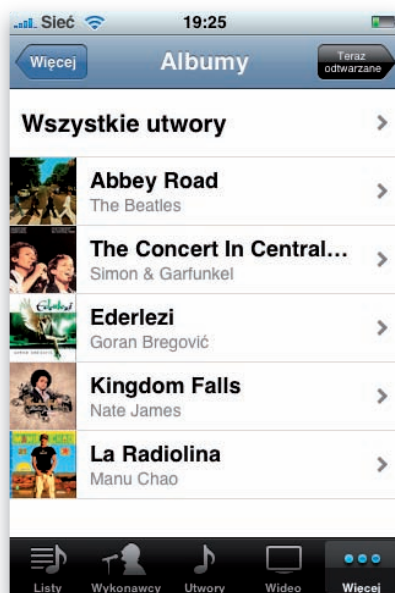 Sieć 19:25
Więcej Albumy Teraz odtwarzane
Wszystkie utwory
Abbey Road
The Beatles
The Concert In Central...
Simon & Garfunkel
Ederlezi
Goran Bregović
Kingdom Falls
Nate James
La Radiolina
Manu Chao
Listy Wykonawcy Utwory Wideo Więcej